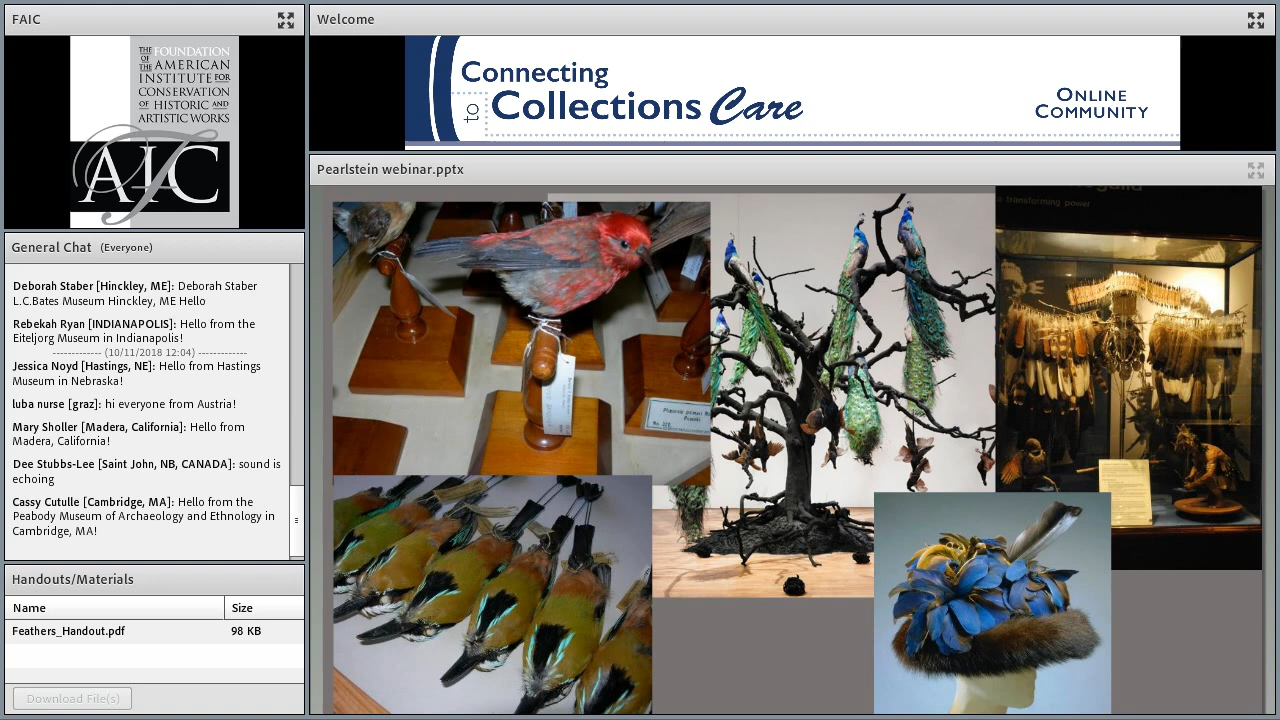 FAIC
THE FOUNDATION
OF THE AMERICAN
INSTITUTE FOR
CONSERVATION
OF HISTORIC AND
ARTISTIC WORKS
AIC
General Chat (Everyone)
Deborah Staber [Hinckley, ME]: Deborah Staber
L.C.Bates Museum Hinckley, ME Hello
Rebekah Ryan [INDIANAPOLIS]: Hello from the
Eiteljorg Museum in Indianapolis!
------------- (10/11/2018 12:04) -------------
Jessica Noyd [Hastings, NE]: Hello from Hastings
Museum in Nebraska!
luba nurse [graz]: hi everyone from Austria!
Mary Sholler [Madera, California]: Hello from
Madera, California!
Dee Stubbs-Lee [Saint John, NB, CANADA]: sound is
echoing
Cassy Cutulle [Cambridge, MA]: Hello from the
Peabody Museum of Archaeology and Ethnology in
Cambridge, MA!
Handouts/Materials
Name Size
Feathers_Handout.pdf 98 KB
Download File(s)
Welcome
Connecting
to Collections Care
ONLINE
COMMUNITY
Pearlstein webinar.pptx
a transforming power